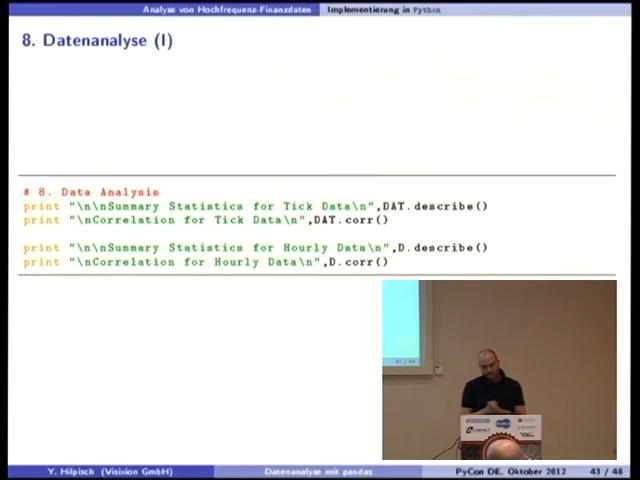 Analyse von Hochfrequenz-Finanzdaten Implementierung in Python
8. Datenanalyse (I)
# 8. Data Analysis
print "\n\nSummary Statistics for Tick Data\n",DAT.describe()
print "\nCorrelation for Tick Data\n",DAT.corr()
print "\n\nSummary Statistics for Hourly Data\n",D.describe()
print "\nCorrelation for Hourly Data\n",D.corr()
Y. Hilpisch (Visixion GmbH) Datenanalyse mit pandas PyCon DE, Oktober 2012 43 / 48